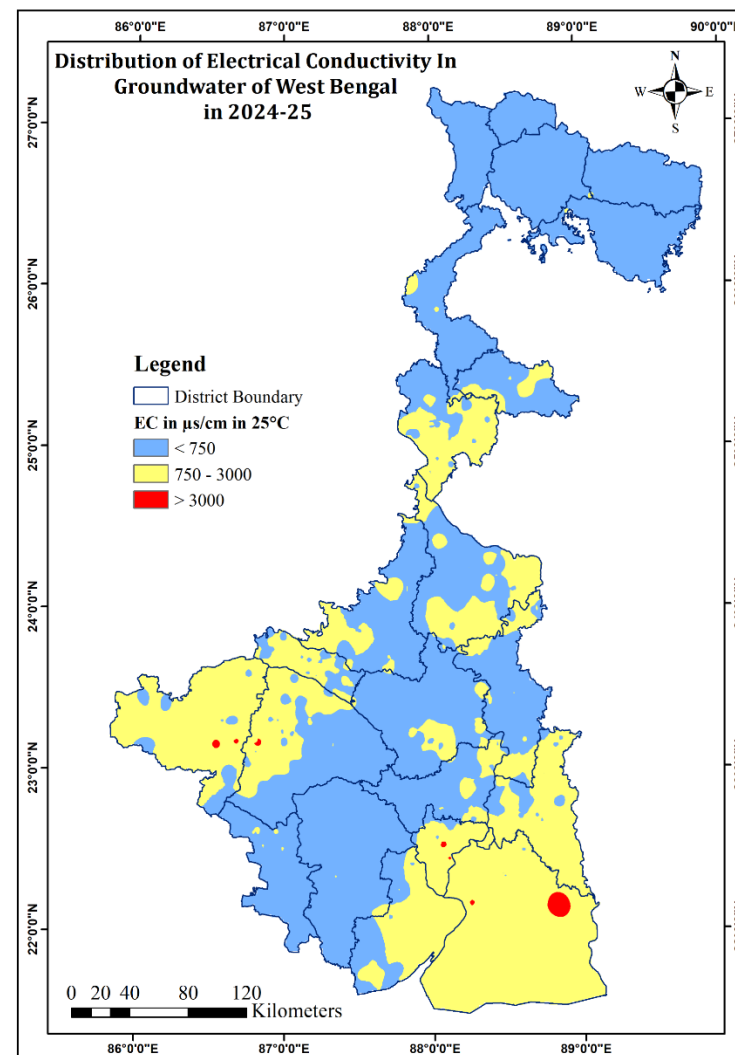 86°0'0"E 87°0'0"E 88°0'0"E 89°0'0"E 90°0'0"E
Distribution of Electrical Conductivity In
Groundwater of West Bengal
in 2024-25
N
W E
S
27°0'0"N
26°0'0"N
Legend
District Boundary
EC in µs/cm in 25°C
< 750
750 - 3000
> 3000
25°0'0"N
24°0'0"N
23°0'0"N
22°0'0"N
0 20 40 80 120
Kilometers
86°0'0"E 87°0'0"E 88°0'0"E 89°0'0"E